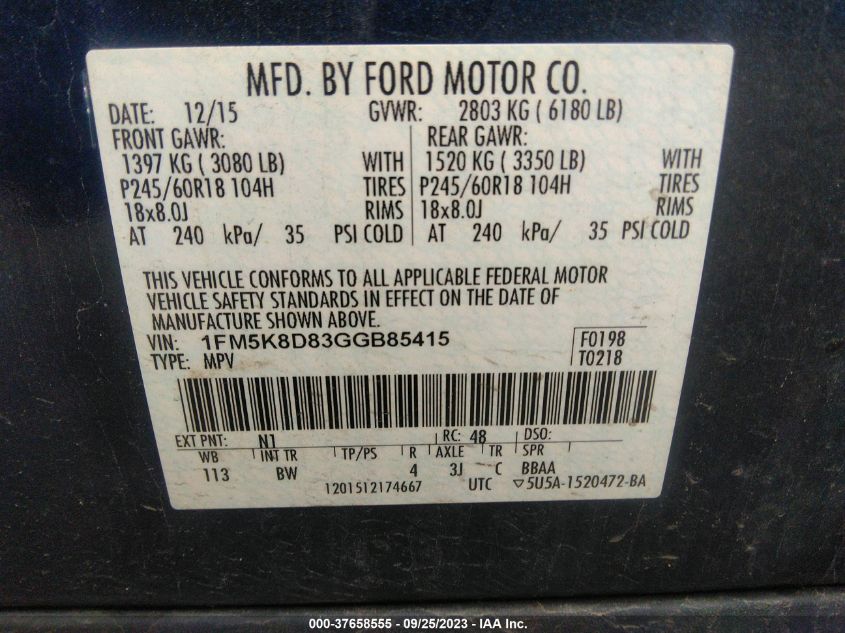 MFD. BY FORD MOTOR CO.
DATE: 12/15 GVWR: 2803 KG ( 6180 LB)
FRONT GAWR: REAR GAWR:
1397 KG ( 3080 LB) WITH 1520 KG ( 3350 LB) WITH
P245/60R18 104H TIRES P245/60R18 104H TIRES
18x8.0J RIMS 18x8.0J RIMS
AT 240 kPa/ 35 PSI COLD AT 240 kPa/ 35 PSI COLD
THIS VEHICLE CONFORMS TO ALL APPLICABLE FEDERAL MOTOR
VEHICLE SAFETY STANDARDS IN EFFECT ON THE DATE OF
MANUFACTURE SHOWN ABOVE.
VIN: 1FM5K8D83GGB85415 F0198
TYPE: MPV T0218
EXT PNT: N1 RC: 48 DSO:
WB INT TR TP/PS R AXLE TR SPR
113 BW 4 3J C BBAA
1201512174667 UTC ▽5U5A-1520472-BA
000-37658555 - 09/25/2023 - IAA Inc.